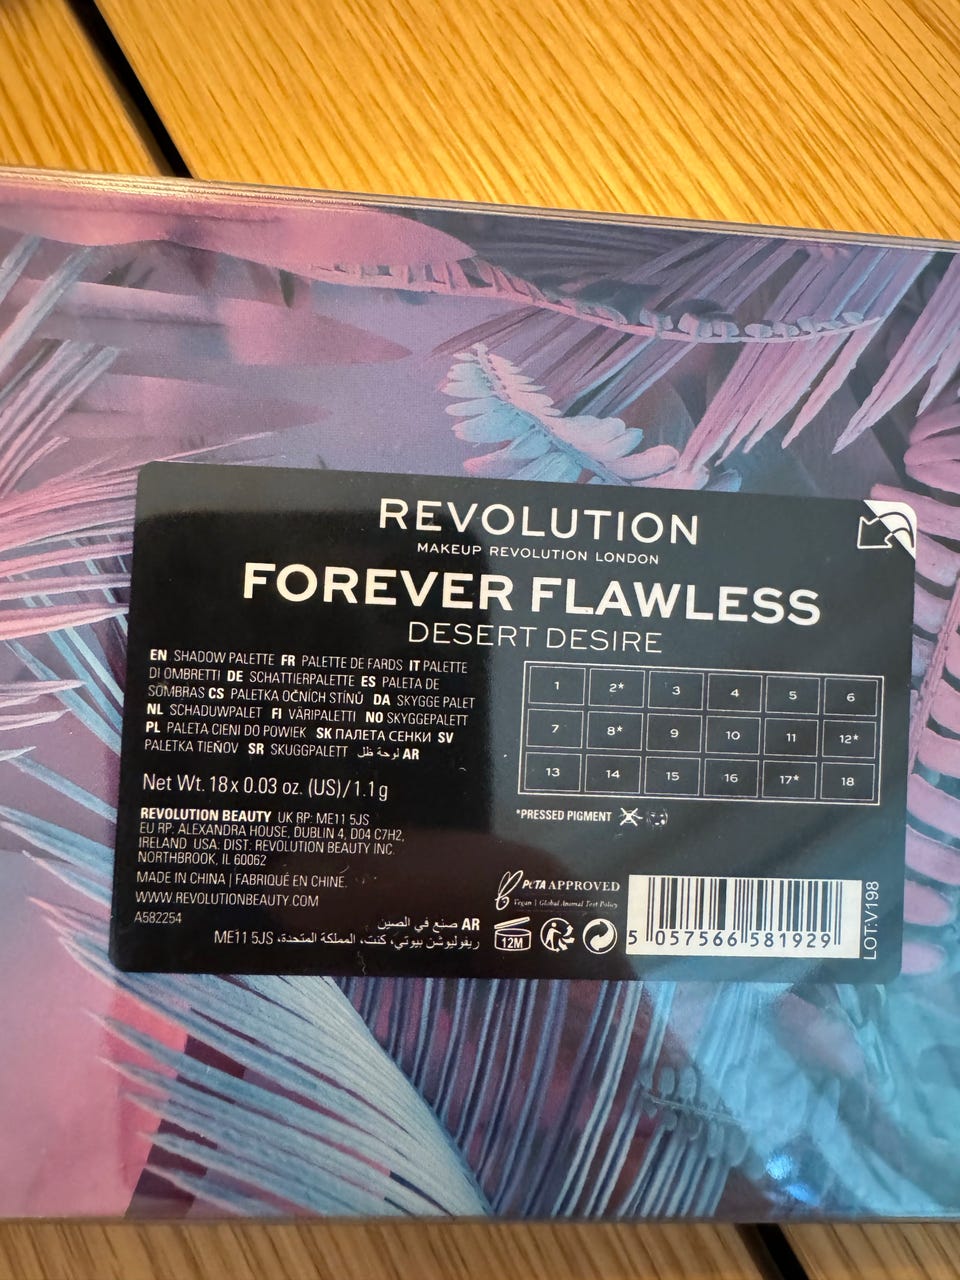 REVOLUTION
MAKEUP REVOLUTION LONDON
FOREVER FLAWLESS
DESERT DESIRE
EN SHADOW PALETTE FR PALETTE DE FARDS IT PALETTE
DI OMBRETTI DE SCHATTIERPALETTE ES PALETA DE
SOMBRAS CS PALETKA OČNÍCH STÍNŮ DA SKYGGE PALET
NL SCHADUWPALET FI VÄRIPALETTI NO SKYGGEPALETT
PL PALETA CIENI DO POWIEK SK ПАЛЕТА СЕНКИ SV
PALETKA TIEŇOV SR SKUGGPALETT لوحة ظل AR
Net Wt. 18 x 0.03 oz. (US)/1.1g
REVOLUTION BEAUTY UK RP: ME11 5JS
EU RP: ALEXANDRA HOUSE, DUBLIN 4, D04 C7H2,
IRELAND USA: DIST: REVOLUTION BEAUTY INC.
NORTHBROOK, IL 60062
MADE IN CHINA | FABRIQUÉ EN CHINE.
WWW.REVOLUTIONBEAUTY.COM
A582254
AR صنع في الصين
ريفوليوشن بيوتي، كنت، المملكة المتحدة، ME11 5JS
1 2* 3 4 5 6
7 8* 9 10 11 12*
13 14 15 16 17* 18
*PRESSED PIGMENT
PETA APPROVED
Vegan | Global Animal Test Policy
12M
5 057566 581929
LOT:V198